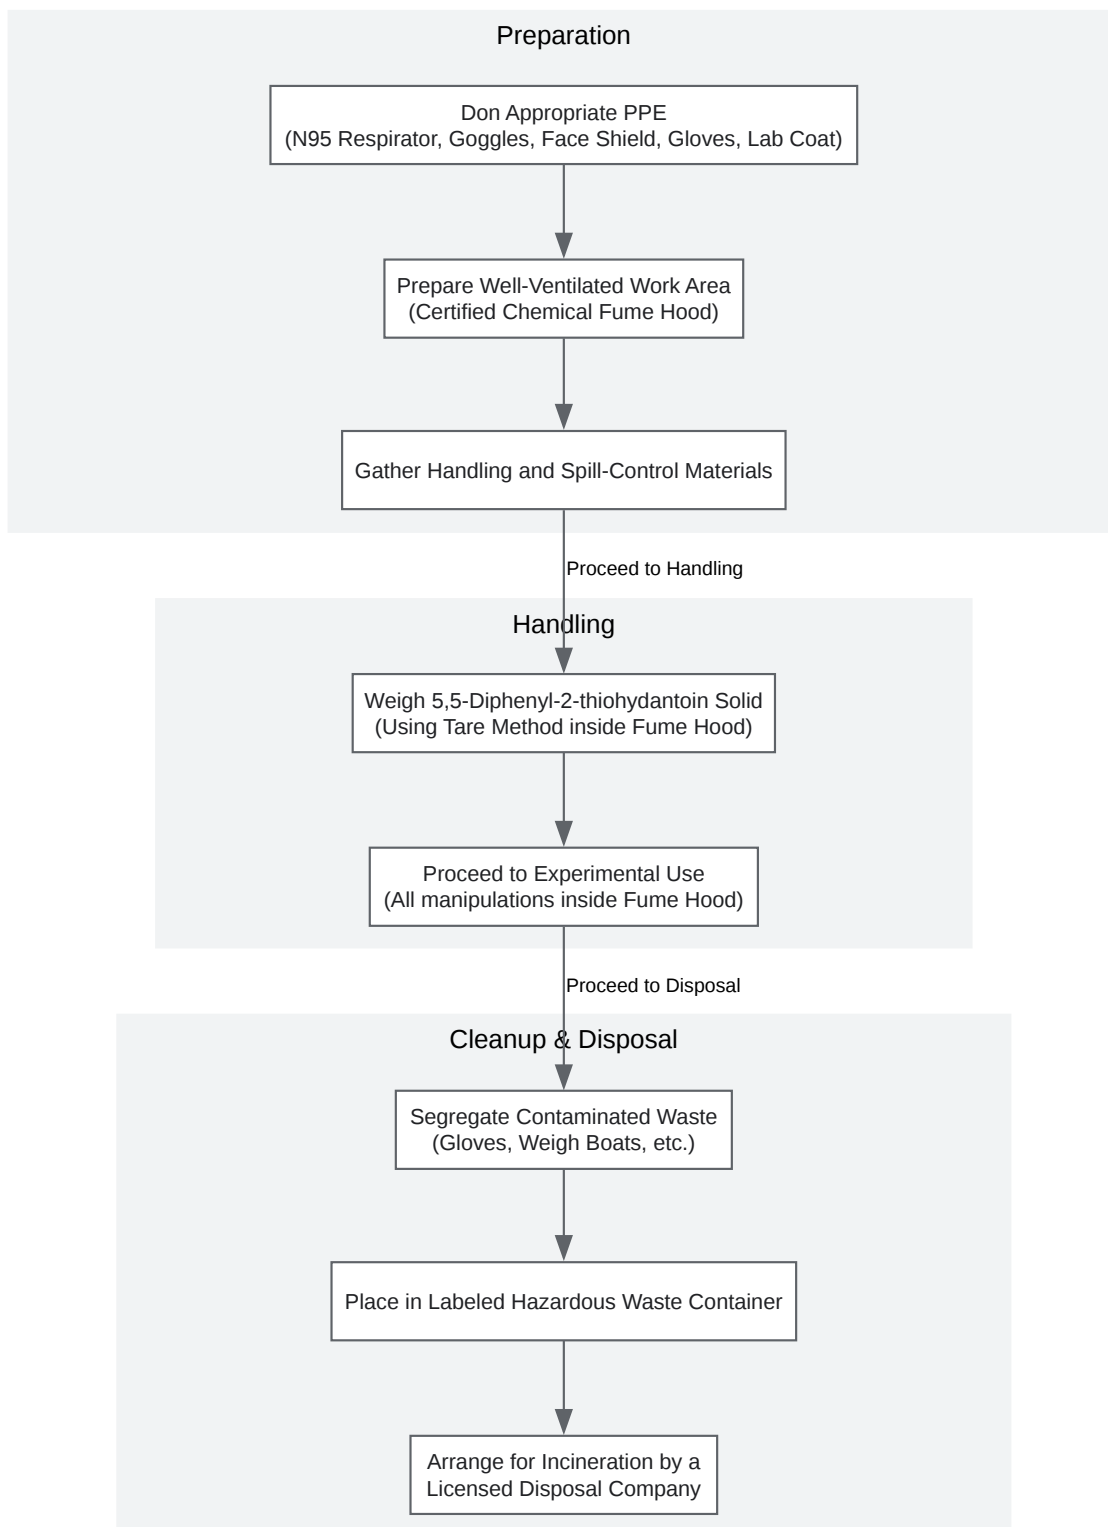 Preparation
Don Appropriate PPE
(N95 Respirator, Goggles, Face Shield, Gloves, Lab Coat)
Prepare Well-Ventilated Work Area
(Certified Chemical Fume Hood)
Gather Handling and Spill-Control Materials
Proceed to Handling
Handling
Weigh 5,5-Diphenyl-2-thiohydantoin Solid
(Using Tare Method inside Fume Hood)
Proceed to Experimental Use
(All manipulations inside Fume Hood)
Proceed to Disposal
Cleanup & Disposal
Segregate Contaminated Waste
(Gloves, Weigh Boats, etc.)
Place in Labeled Hazardous Waste Container
Arrange for Incineration by a
Licensed Disposal Company